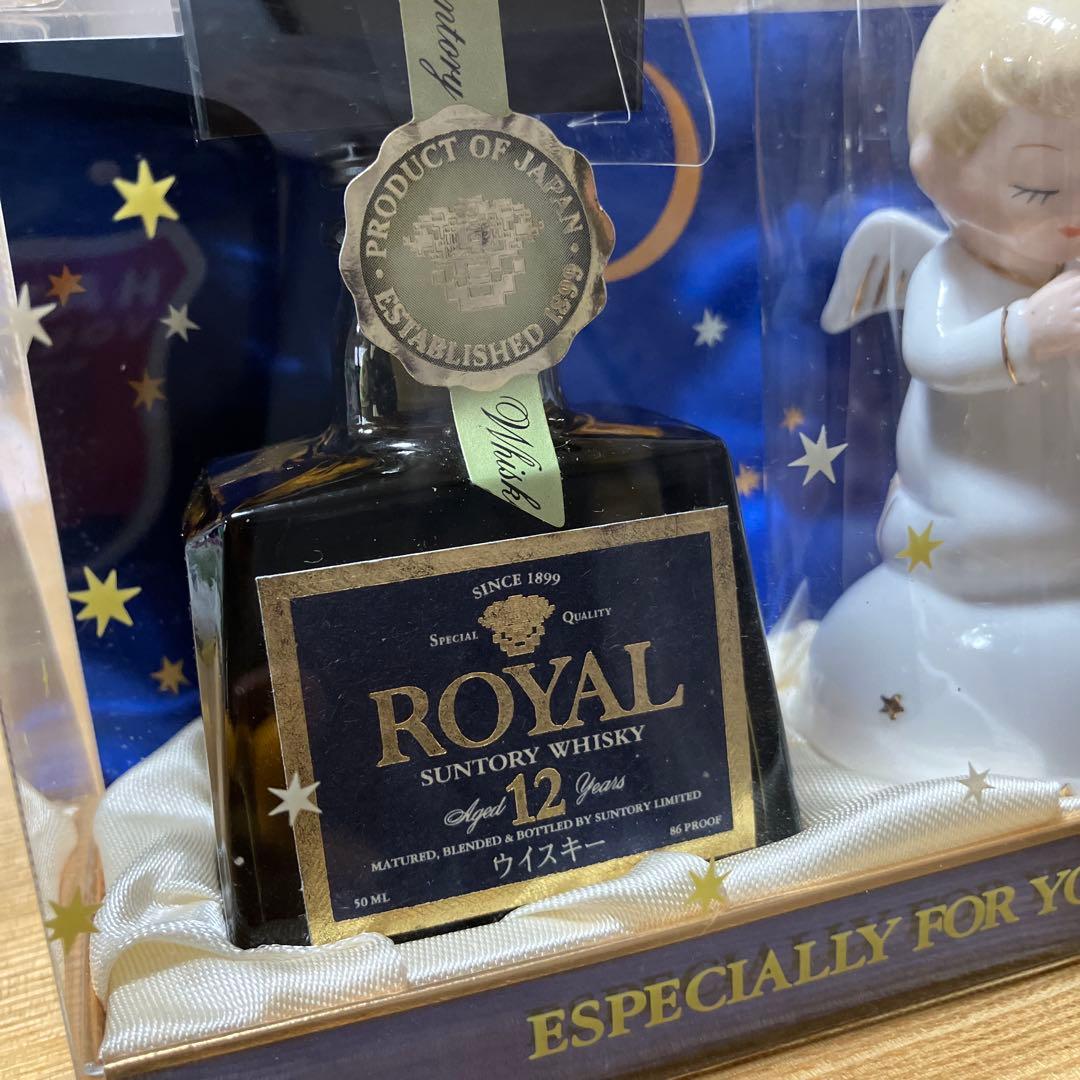 untory
PRODUCT OF JAPAN
ESTABLISHED 1899
Whisk
SINCE 1899
SPECIAL QUALITY
ROYAL
SUNTORY WHISKY
Aged 12 Years
MATURED, BLENDED & BOTTLED BY SUNTORY LIMITED
86 PROOF
ウイスキー
50 ML
ESPECIALLY FOR YO